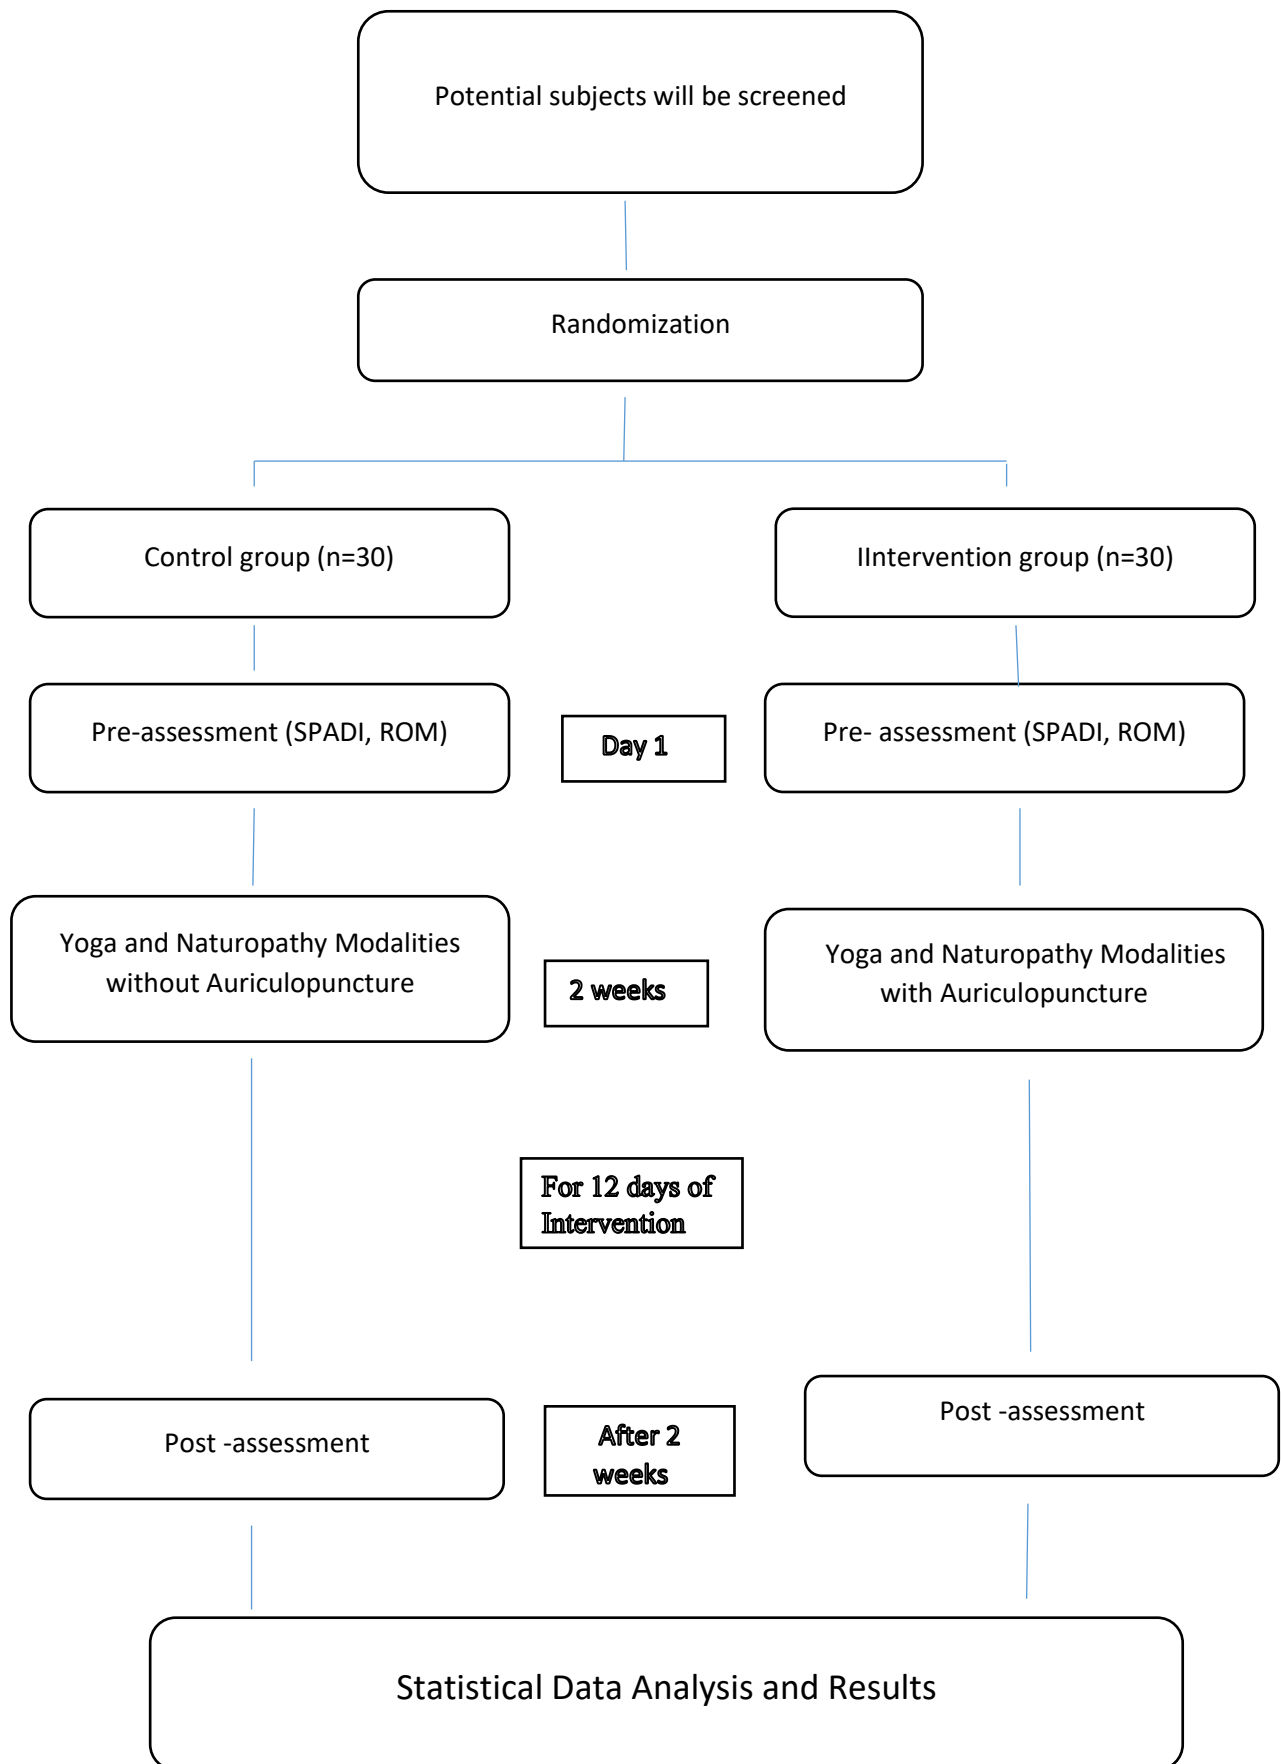 Potential subjects will be screened
Randomization
Control group (n=30)
IIntervention group (n=30)
Pre-assessment (SPADI, ROM)
Day 1
Pre- assessment (SPADI, ROM)
Yoga and Naturopathy Modalities
without Auriculopuncture
2 weeks
Yoga and Naturopathy Modalities
with Auriculopuncture
For 12 days of
Intervention
Post -assessment
After 2
weeks
Post -assessment
Statistical Data Analysis and Results